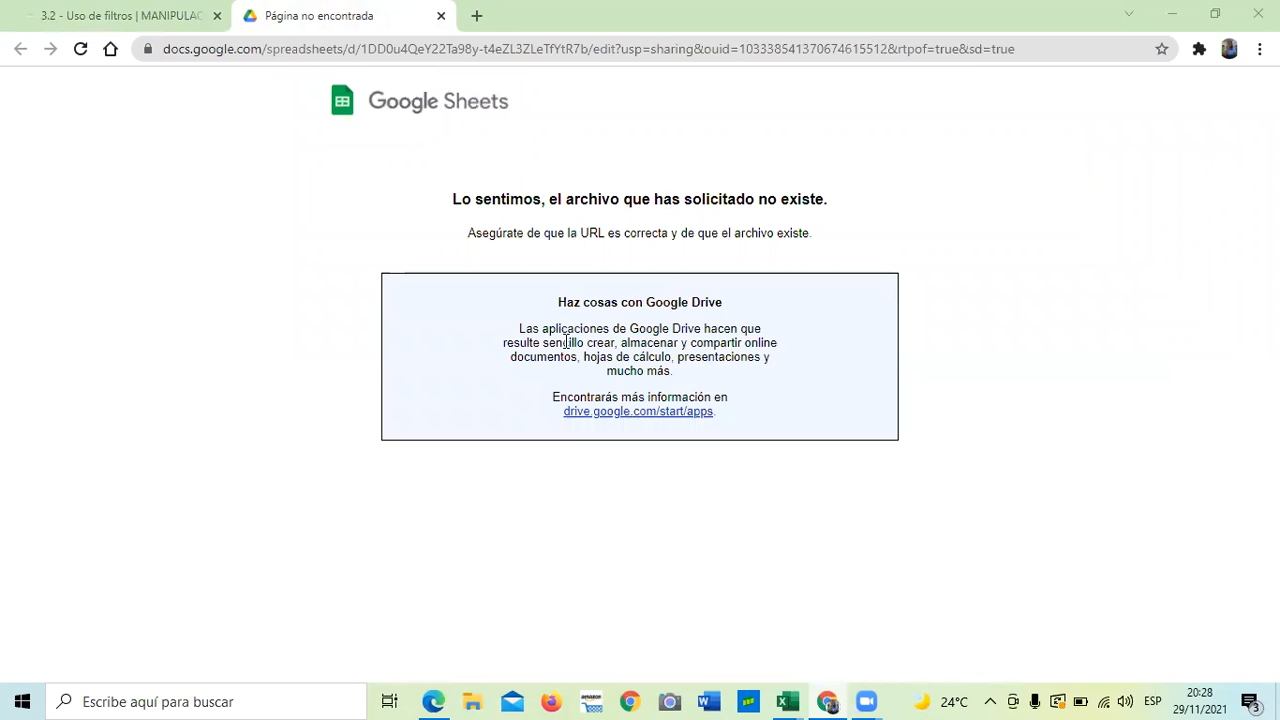 3.2 - Uso de filtros | MANIPULAC
Página no encontrada
docs.google.com/spreadsheets/d/1DD0u4QeY22Ta98y-t4eZL3ZLeTfYtR7b/edit?usp=sharing&ouid=103338541370674615512&rtpof=true&sd=true
Google Sheets
Lo sentimos, el archivo que has solicitado no existe.
Asegúrate de que la URL es correcta y de que el archivo existe.
Haz cosas con Google Drive
Las aplicaciones de Google Drive hacen que
resulte sencillo crear, almacenar y compartir online
documentos, hojas de cálculo, presentaciones y
mucho más.
Encontrarás más información en
drive.google.com/start/apps.
Escribe aquí para buscar
amazon
24°C
ESP
20:28
29/11/2021
3